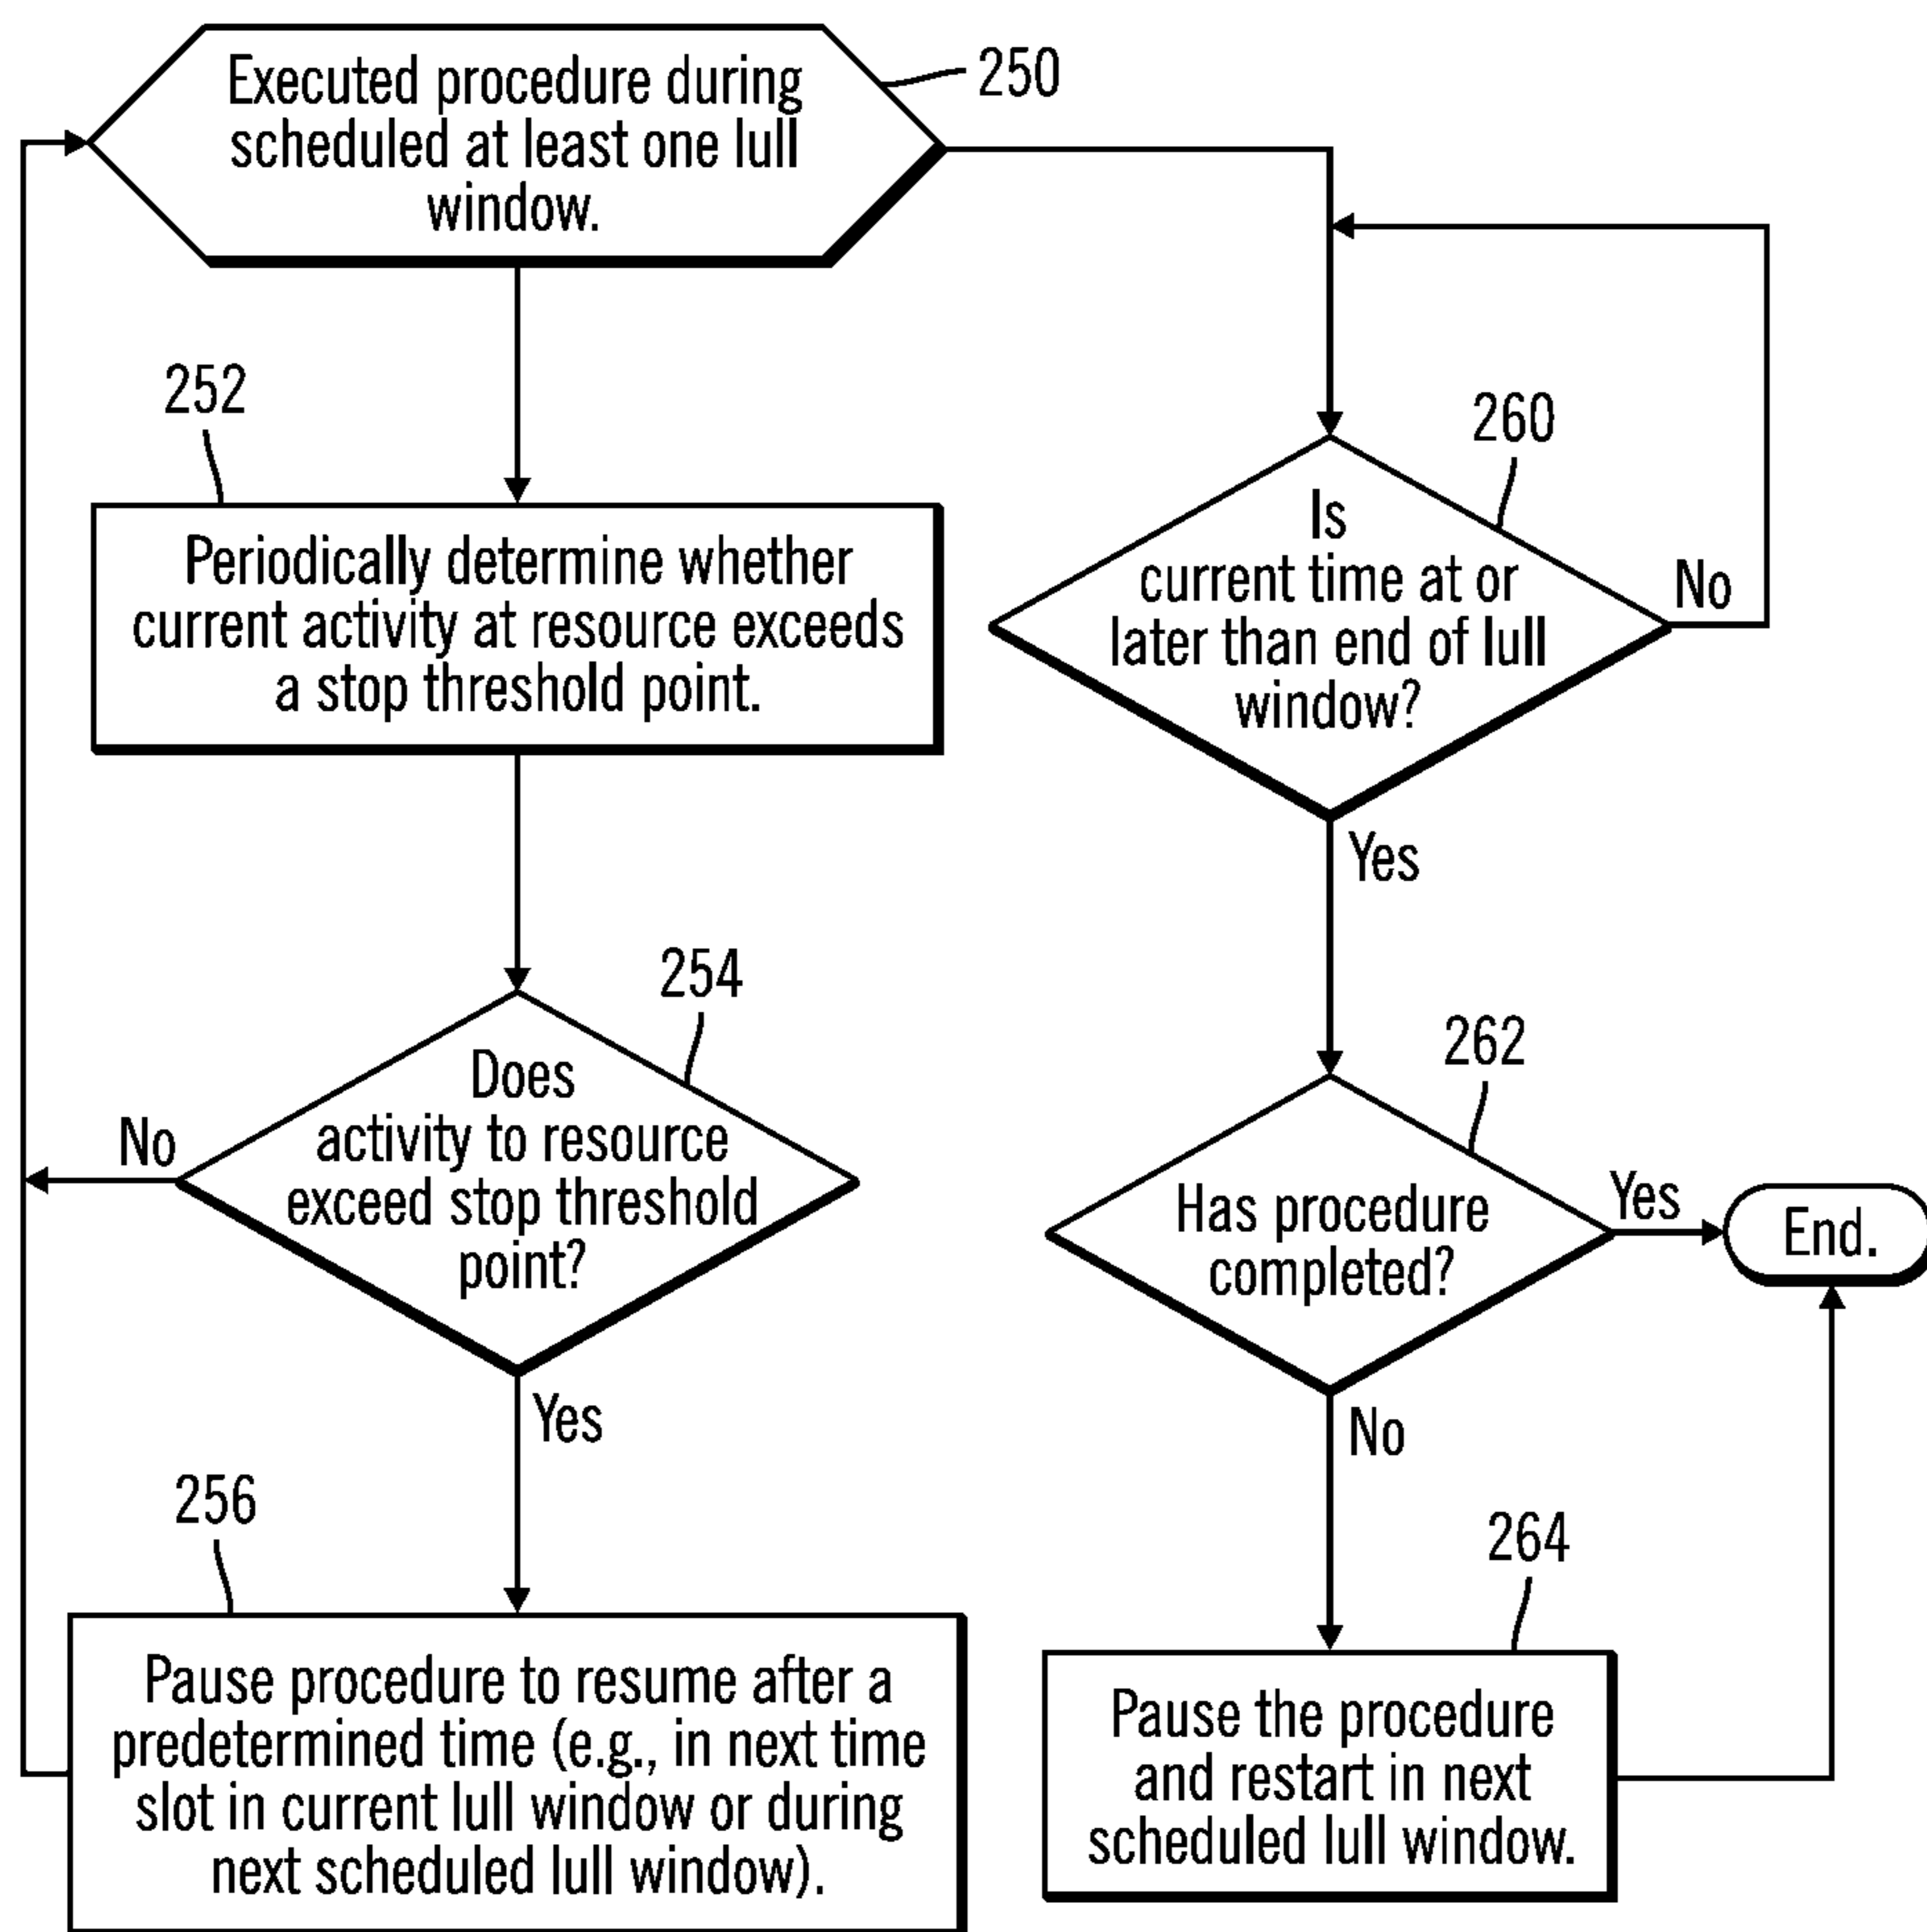 Executed procedure during
scheduled at least one lull
window.
250
252
Periodically determine whether
current activity at resource exceeds
a stop threshold point.
254
Does
activity to resource
exceed stop threshold
point?
No
Yes
256
Pause procedure to resume after a
predetermined time (e.g., in next time
slot in current lull window or during
next scheduled lull window).
260
Is
current time at or
later than end of lull
window?
No
Yes
262
Has procedure
completed?
Yes
End.
No
264
Pause the procedure
and restart in next
scheduled lull window.